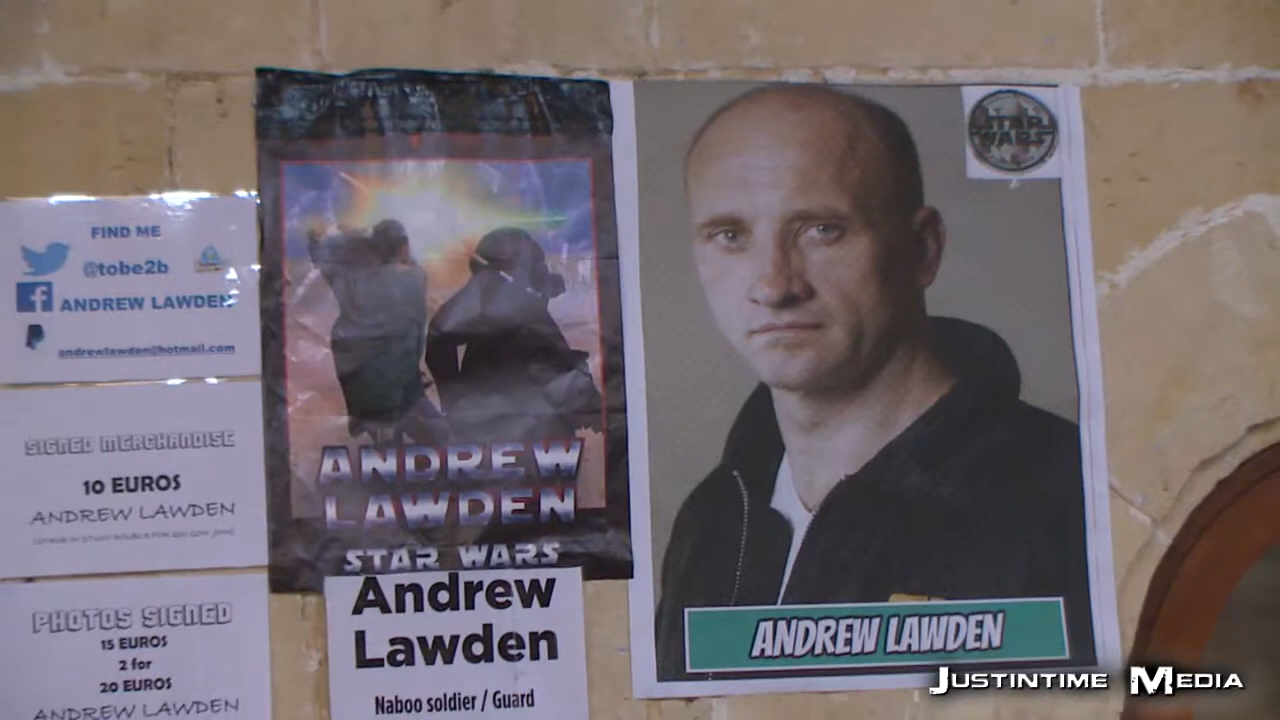 FIND ME
@tobe2b
ANDREW LAWDEN
andrewlawden@hotmail.com
SIGNED MERCHANDISE
10 EUROS
ANDREW LAWDEN
PHOTOS SIGNED
15 EUROS
2 for
20 EUROS
ANDREW LAWDEN
ANDREW
LAWDEN
STAR WARS
Andrew
Lawden
Naboo soldier / Guard
STAR
WARS
ANDREW LAWDEN
JUSTINTIME MEDIA